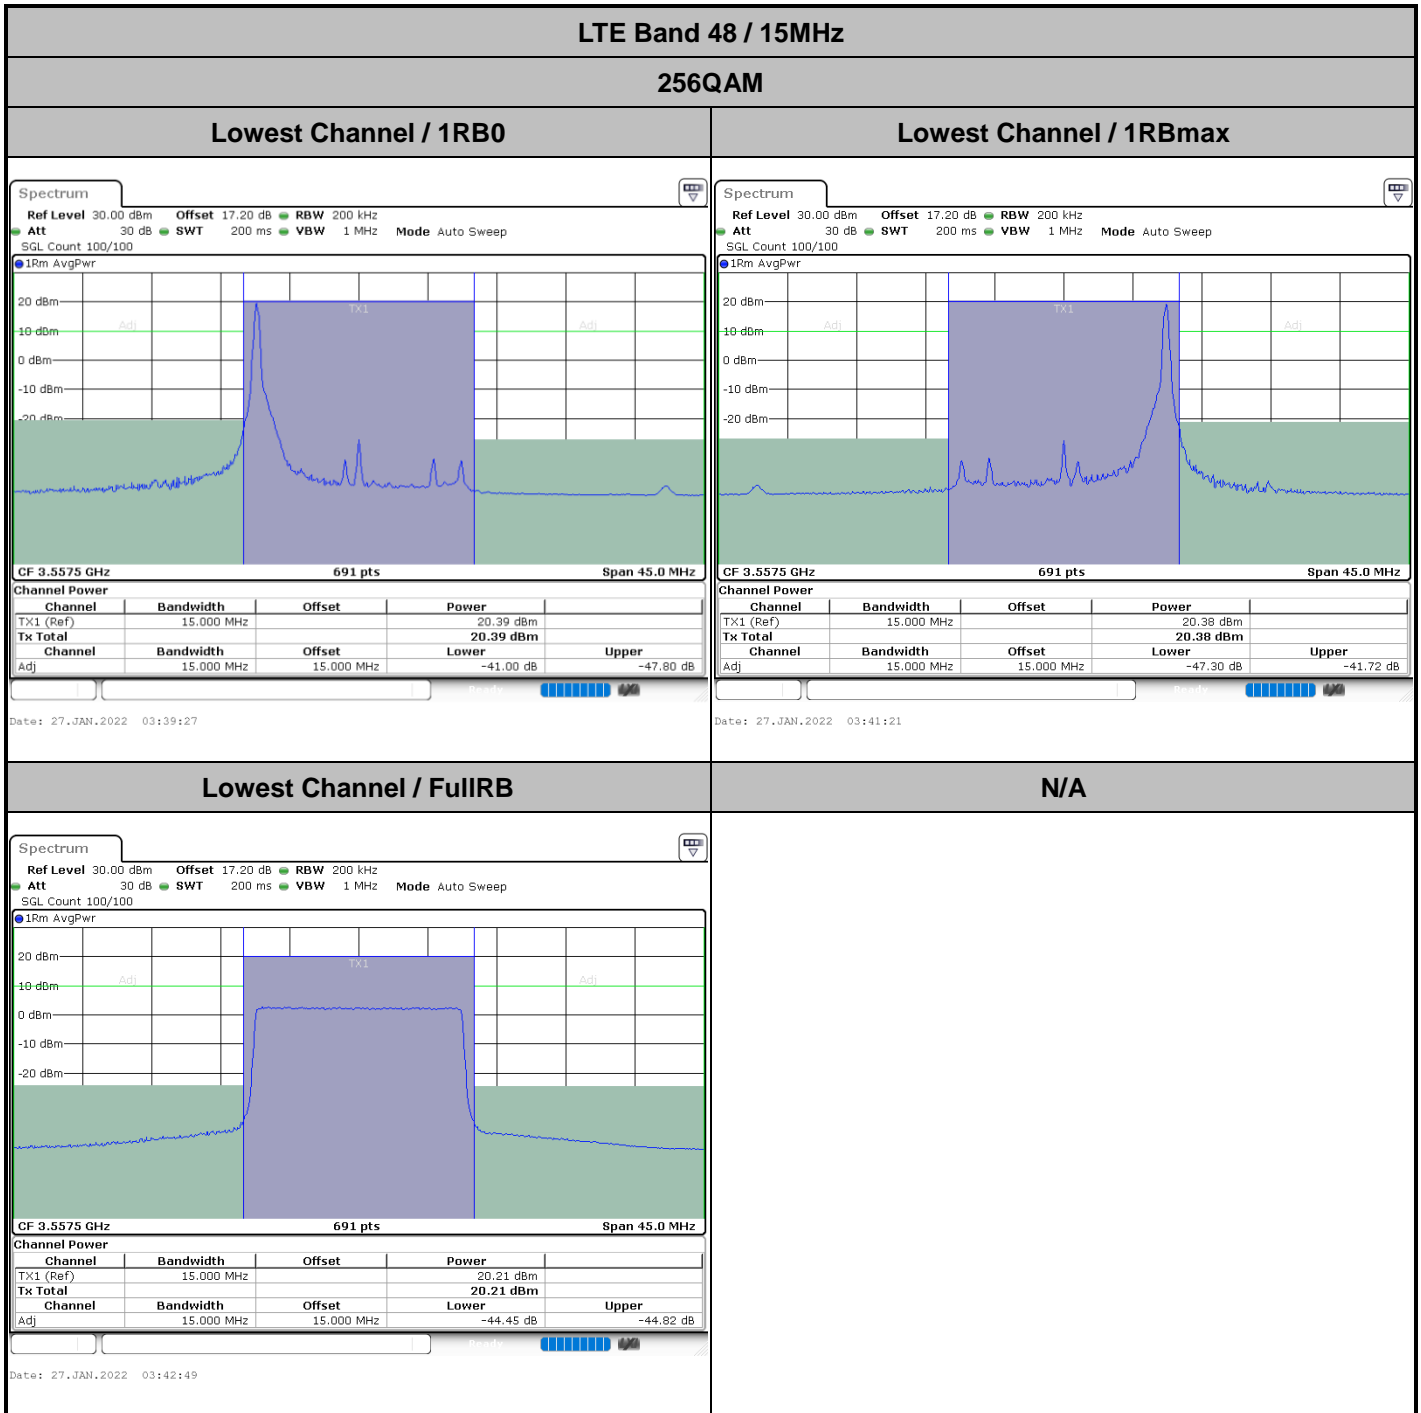 LTE Band 48 / 15MHz
256QAM
Lowest Channel / 1RB0
Lowest Channel / 1RBmax
Spectrum
Ref Level 30.00 dBm Offset 17.20 dB RBW 200 kHz
Att 30 dB SWT 200 ms VBW 1 MHz Mode Auto Sweep
SGL Count 100/100
1Rm AvgPwr
TX1
20 dBm
Adj
Adj
10 dBm
0 dBm
-10 dBm
-20 dBm
CF 3.5575 GHz 691 pts Span 45.0 MHz
Channel Power
Channel Bandwidth Offset Power
TX1 (Ref) 15.000 MHz 20.39 dBm
Tx Total 20.39 dBm
Channel Bandwidth Offset Lower Upper
Adj 15.000 MHz 15.000 MHz -41.00 dB -47.80 dB
Ready
Date: 27.JAN.2022 03:39:27
Spectrum
Ref Level 30.00 dBm Offset 17.20 dB RBW 200 kHz
Att 30 dB SWT 200 ms VBW 1 MHz Mode Auto Sweep
SGL Count 100/100
1Rm AvgPwr
TX1
20 dBm
Adj
Adj
10 dBm
0 dBm
-10 dBm
-20 dBm
CF 3.5575 GHz 691 pts Span 45.0 MHz
Channel Power
Channel Bandwidth Offset Power
TX1 (Ref) 15.000 MHz 20.38 dBm
Tx Total 20.38 dBm
Channel Bandwidth Offset Lower Upper
Adj 15.000 MHz 15.000 MHz -47.30 dB -41.72 dB
Ready
Date: 27.JAN.2022 03:41:21
Lowest Channel / FullRB
N/A
Spectrum
Ref Level 30.00 dBm Offset 17.20 dB RBW 200 kHz
Att 30 dB SWT 200 ms VBW 1 MHz Mode Auto Sweep
SGL Count 100/100
1Rm AvgPwr
TX1
20 dBm
Adj
Adj
10 dBm
0 dBm
-10 dBm
-20 dBm
CF 3.5575 GHz 691 pts Span 45.0 MHz
Channel Power
Channel Bandwidth Offset Power
TX1 (Ref) 15.000 MHz 20.21 dBm
Tx Total 20.21 dBm
Channel Bandwidth Offset Lower Upper
Adj 15.000 MHz 15.000 MHz -44.45 dB -44.82 dB
Ready
Date: 27.JAN.2022 03:42:49